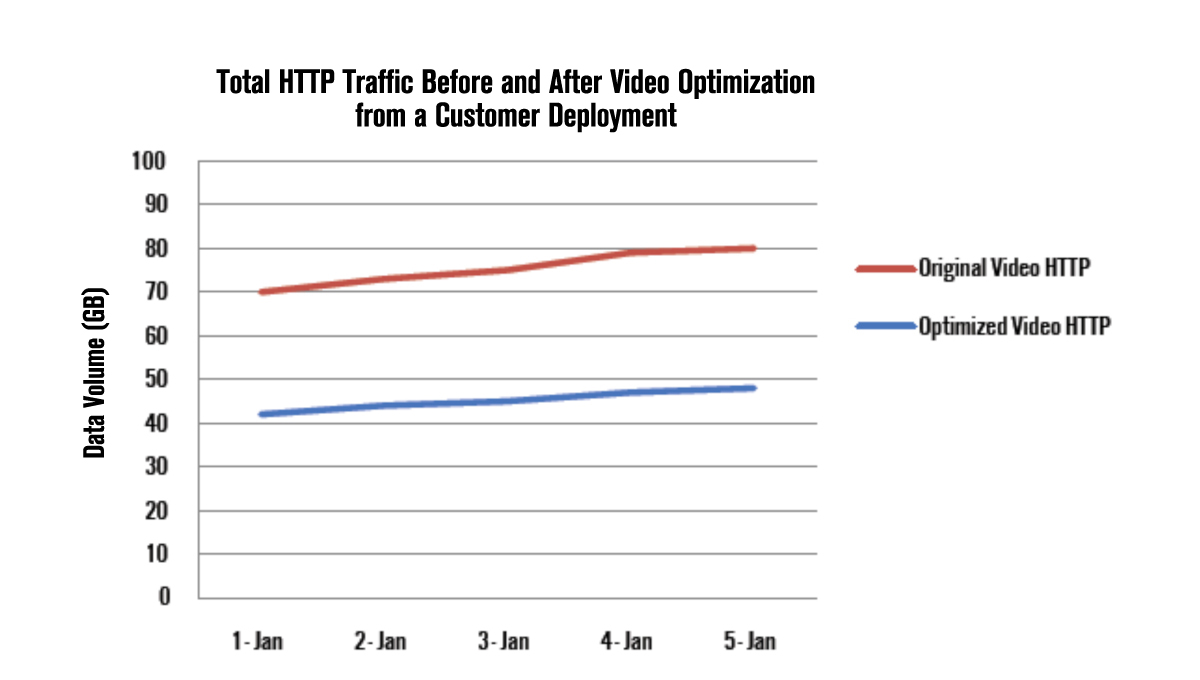 Total HTTP Traffic Before and After Video Optimization
from a Customer Deployment
100
90
80
70
60
50
40
30
20
10
0
Data Volume (GB)
1-Jan
2-Jan
3-Jan
4-Jan
5-Jan
Original Video HTTP
Optimized Video HTTP